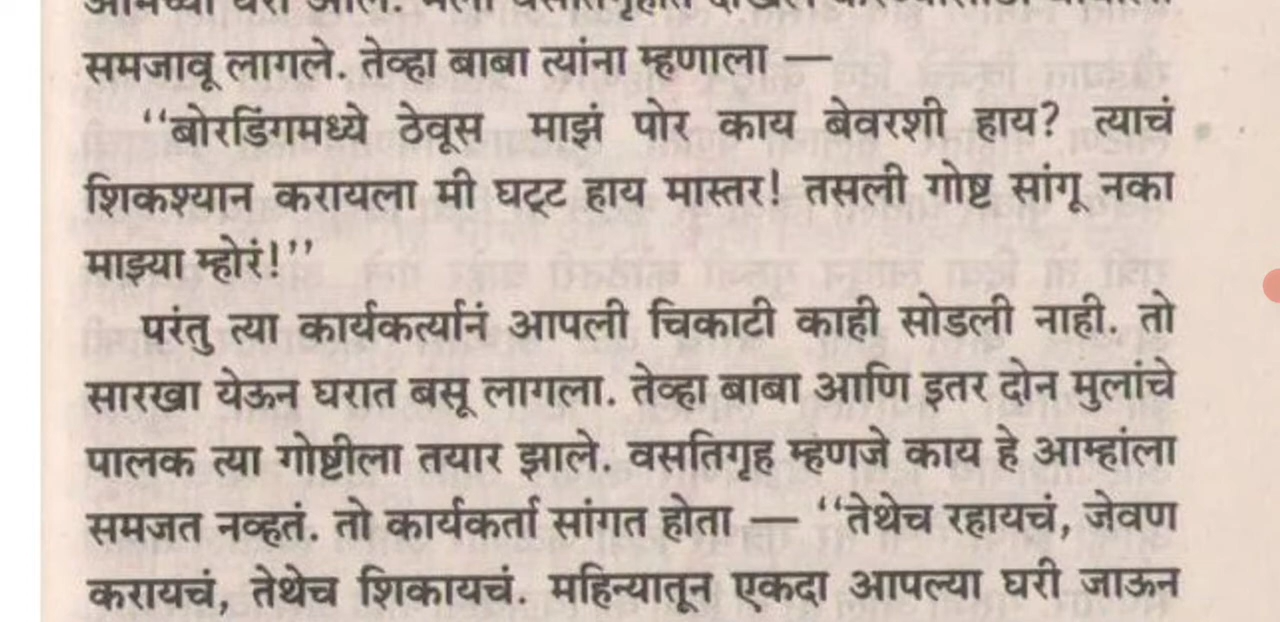 समजावू लागले. तेव्हा बाबा त्यांना म्हणाला —
‘‘बोरडिंगमध्ये ठेवूस माझं पोर काय बेवरशी हाय? त्याचं
शिकश्यान करायला मी घट्ट हाय मास्तर! तसली गोष्ट सांगू नका
माझ्या म्होरं!’’
परंतु त्या कार्यकर्त्यानं आपली चिकाटी काही सोडली नाही. तो
सारखा येऊन घरात बसू लागला. तेव्हा बाबा आणि इतर दोन मुलांचे
पालक त्या गोष्टीला तयार झाले. वसतिगृह म्हणजे काय हे आम्हांला
समजत नव्हतं. तो कार्यकर्ता सांगत होता — ‘‘तेथेच रहायचं, जेवण
करायचं, तेथेच शिकायचं. महिन्यातून एकदा आपल्या घरी जाऊन